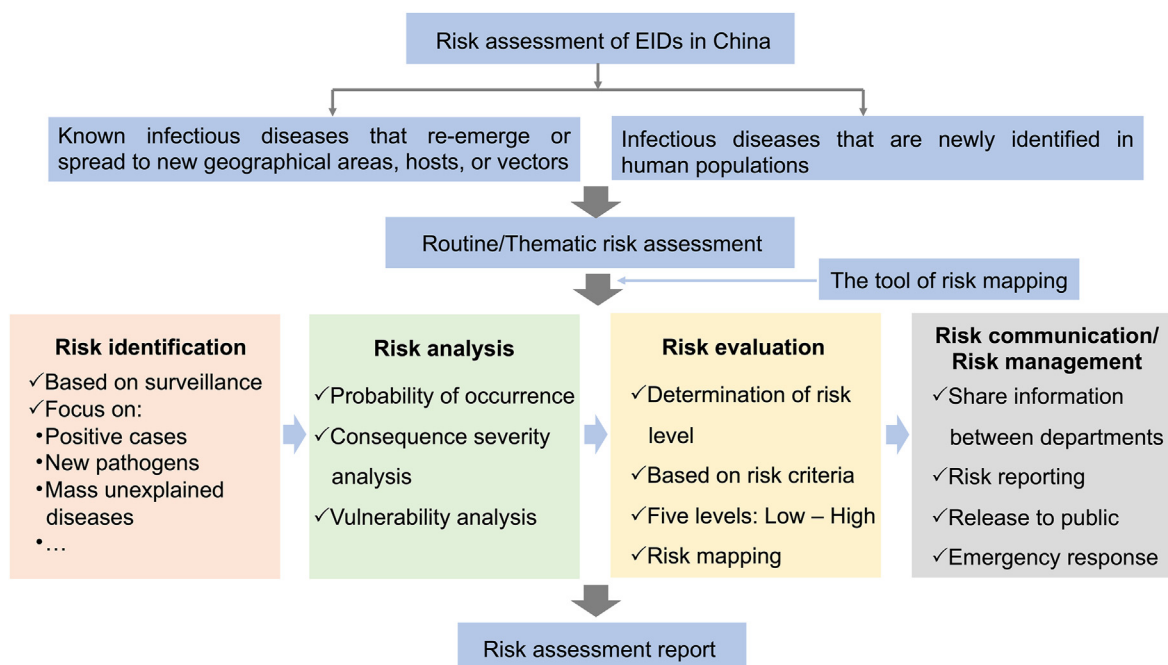 Risk assessment of EIDs in China
Known infectious diseases that re-emerge or
spread to new geographical areas, hosts, or vectors
Infectious diseases that are newly identified in
human populations
Routine/Thematic risk assessment
The tool of risk mapping
Risk identification
✓Based on surveillance
✓Focus on:
•Positive cases
•New pathogens
•Mass unexplained
diseases
•…
Risk analysis
✓Probability of occurrence
✓Consequence severity
analysis
✓Vulnerability analysis
Risk evaluation
✓Determination of risk
level
✓Based on risk criteria
✓Five levels: Low – High
✓Risk mapping
Risk communication/
Risk management
✓Share information
between departments
✓Risk reporting
✓Release to public
✓Emergency response
Risk assessment report